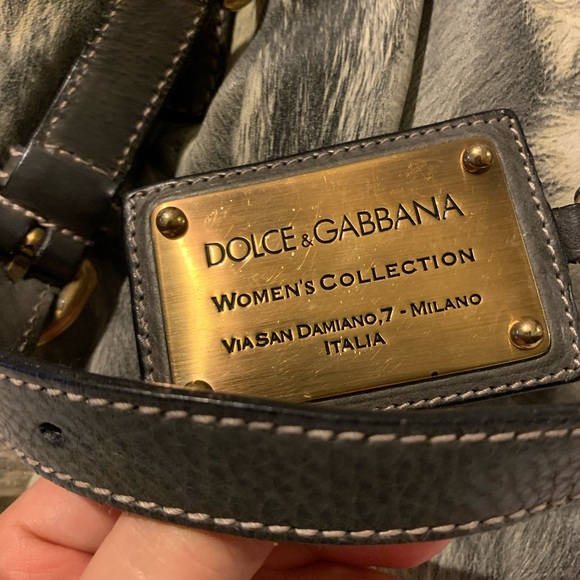 DOLCE & GABBANA
WOMEN'S COLLECTION
VIA SAN DAMIANO,7 - MILANO
ITALIA